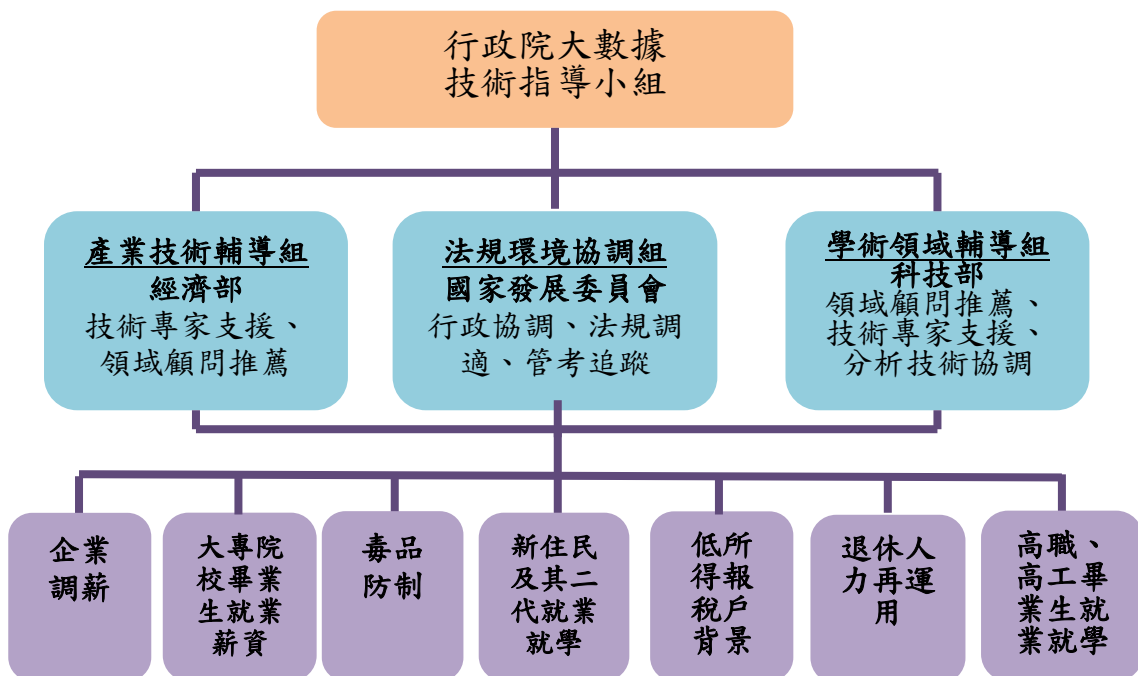 行政院大數據
技術指導小組
產業技術輔導組
經濟部
技術專家支援、
領域顧問推薦
法規環境協調組
國家發展委員會
行政協調、法規調
適、管考追蹤
學術領域輔導組
科技部
領域顧問推薦、
技術專家支援、
分析技術協調
企業
調薪
大專院
校畢業
生就業
薪資
毒品
防制
新住民
及其二
代就業
就學
低所
得報
稅戶
背景
退休人
力再運
用
高職、
高工畢
業生就
業就學